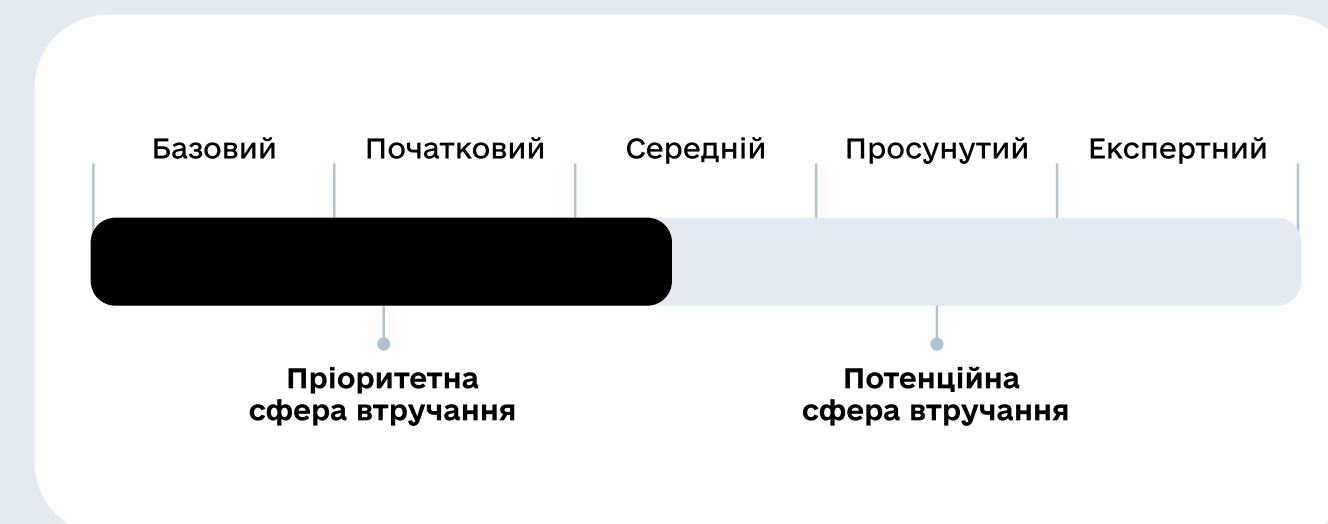 Базовий
Початковий
Середній
Просунутий
Експертний
Пріоритетна
сфера втручання
Потенційна
сфера втручання